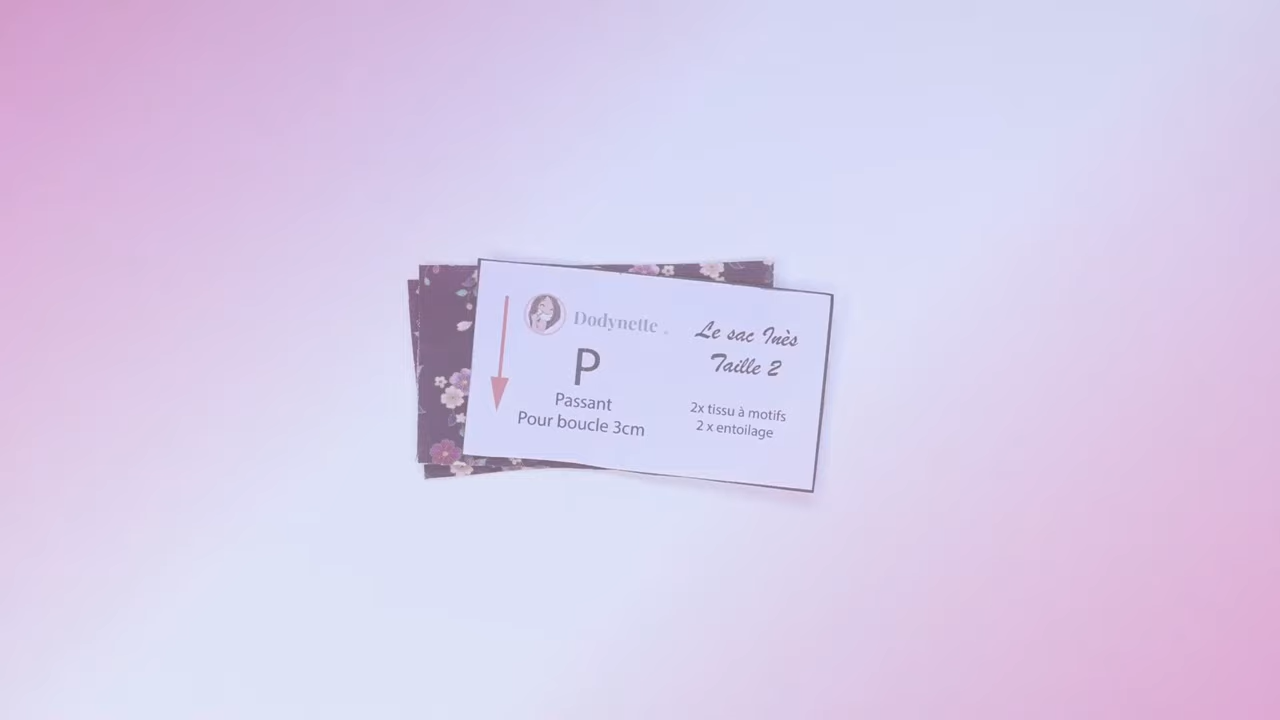 Dodynette
Le sac Inès
Taille 2
P
Passant
Pour boucle 3cm
2x tissu à motifs
2 x entoilage